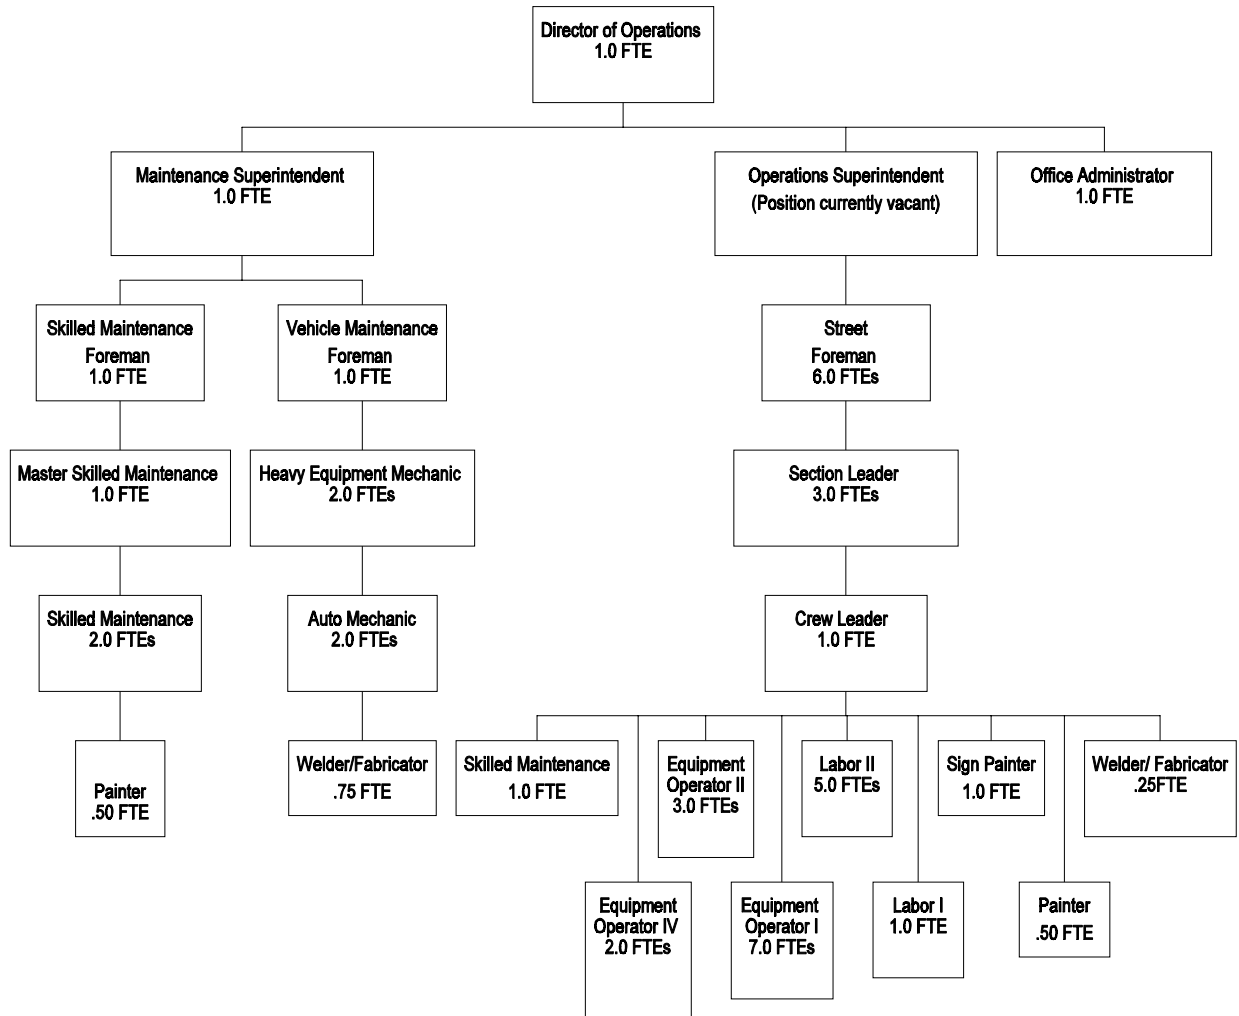 Director of Operations
1.0 FTE
Maintenance Superintendent
1.0 FTE
Operations Superintendent
(Position currently vacant)
Office Administrator
1.0 FTE
Skilled Maintenance
Foreman
1.0 FTE
Vehicle Maintenance
Foreman
1.0 FTE
Street
Foreman
6.0 FTEs
Master Skilled Maintenance
1.0 FTE
Heavy Equipment Mechanic
2.0 FTEs
Section Leader
3.0 FTEs
Skilled Maintenance
2.0 FTEs
Auto Mechanic
2.0 FTEs
Crew Leader
1.0 FTE
Painter
.50 FTE
Welder/Fabricator
.75 FTE
Skilled Maintenance
1.0 FTE
Equipment
Operator II
3.0 FTEs
Labor II
5.0 FTEs
Sign Painter
1.0 FTE
Welder/ Fabricator
.25FTE
Equipment
Operator IV
2.0 FTEs
Equipment
Operator I
7.0 FTEs
Labor I
1.0 FTE
Painter
.50 FTE